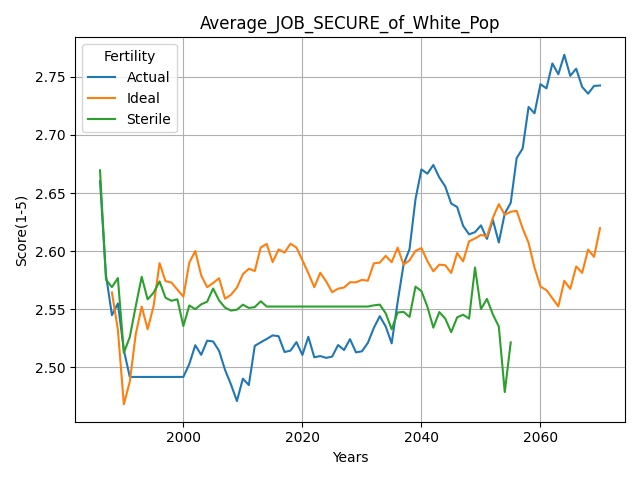 Average_JOB_SECURE_of_White_Pop
Fertility
Actual
Ideal
Sterile
Score(1-5)
2.75
2.70
2.65
2.60
2.55
2.50
2000
2020
2040
2060
Years